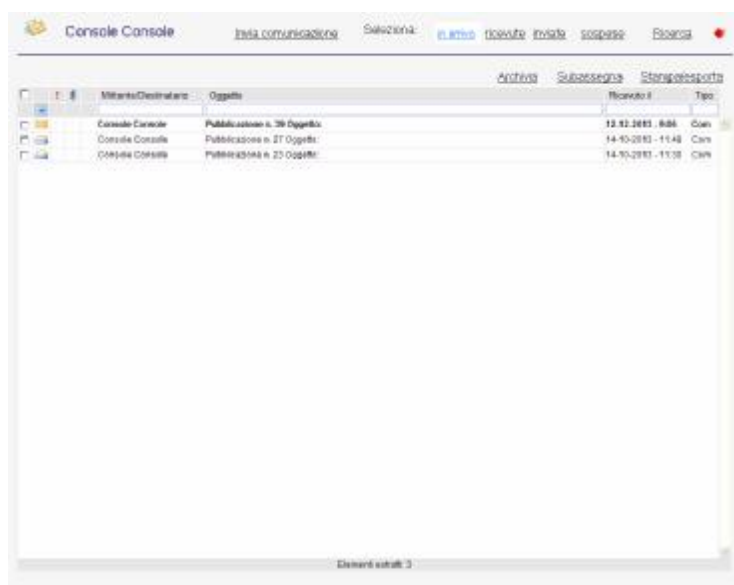 Console Console Invia comunicazione Seleziona: in arrivo ricevute inviate sospese Ricerca
Archivia Subassegna Stampa/esporta
! Mittente/Destinatario Oggetto Ricevuto il Tipo
Console Console Pubblicazione n. 39 Oggetto: 12.12.2013 - 9:06 Com
Console Console Pubblicazione n. 27 Oggetto: 14-10-2013 - 11:48 Com
Console Console Pubblicazione n. 23 Oggetto: 14-10-2013 - 11:38 Com
Elementi estratti: 3